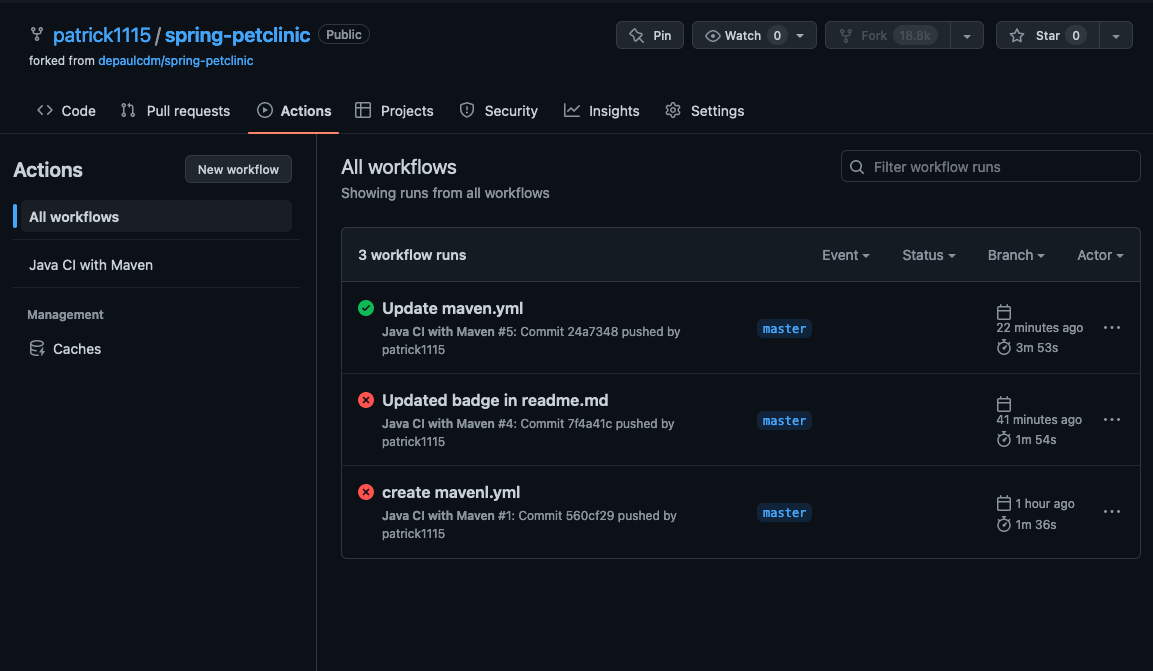 patrick1115 / spring-petclinic Public
Pin
Watch 0
Fork 18.8k
Star 0
forked from depaulcdm/spring-petclinic
Code
Pull requests
Actions
Projects
Security
Insights
Settings
Actions
New workflow
All workflows
Java CI with Maven
Management
Caches
All workflows
Showing runs from all workflows
Filter workflow runs
3 workflow runs
Event
Status
Branch
Actor
Update maven.yml
Java CI with Maven #5: Commit 24a7348 pushed by
patrick1115
master
22 minutes ago
3m 53s
Updated badge in readme.md
Java CI with Maven #4: Commit 7f4a41c pushed by
patrick1115
master
41 minutes ago
1m 54s
create mavenl.yml
Java CI with Maven #1: Commit 560cf29 pushed by
patrick1115
master
1 hour ago
1m 36s